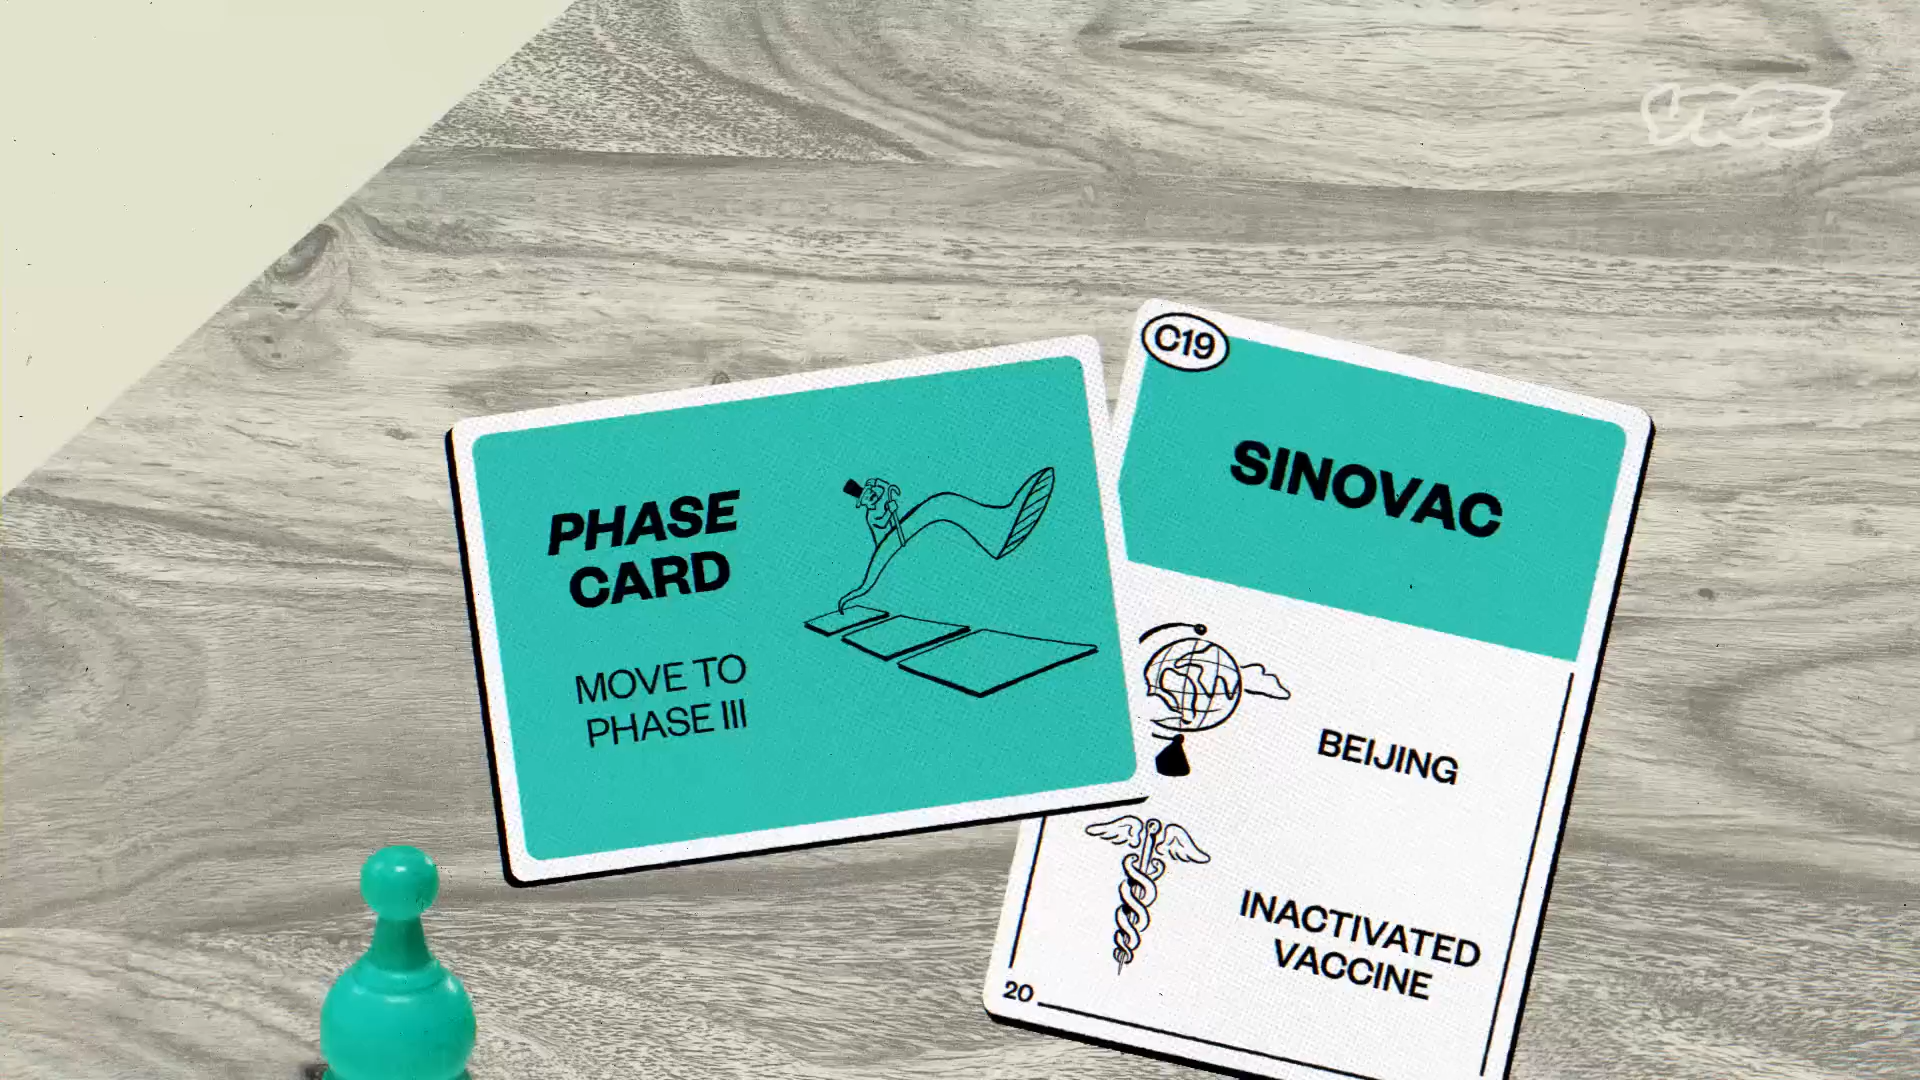 VICE
PHASE
CARD
MOVE TO
PHASE III
C19
SINOVAC
BEIJING
INACTIVATED
VACCINE
20